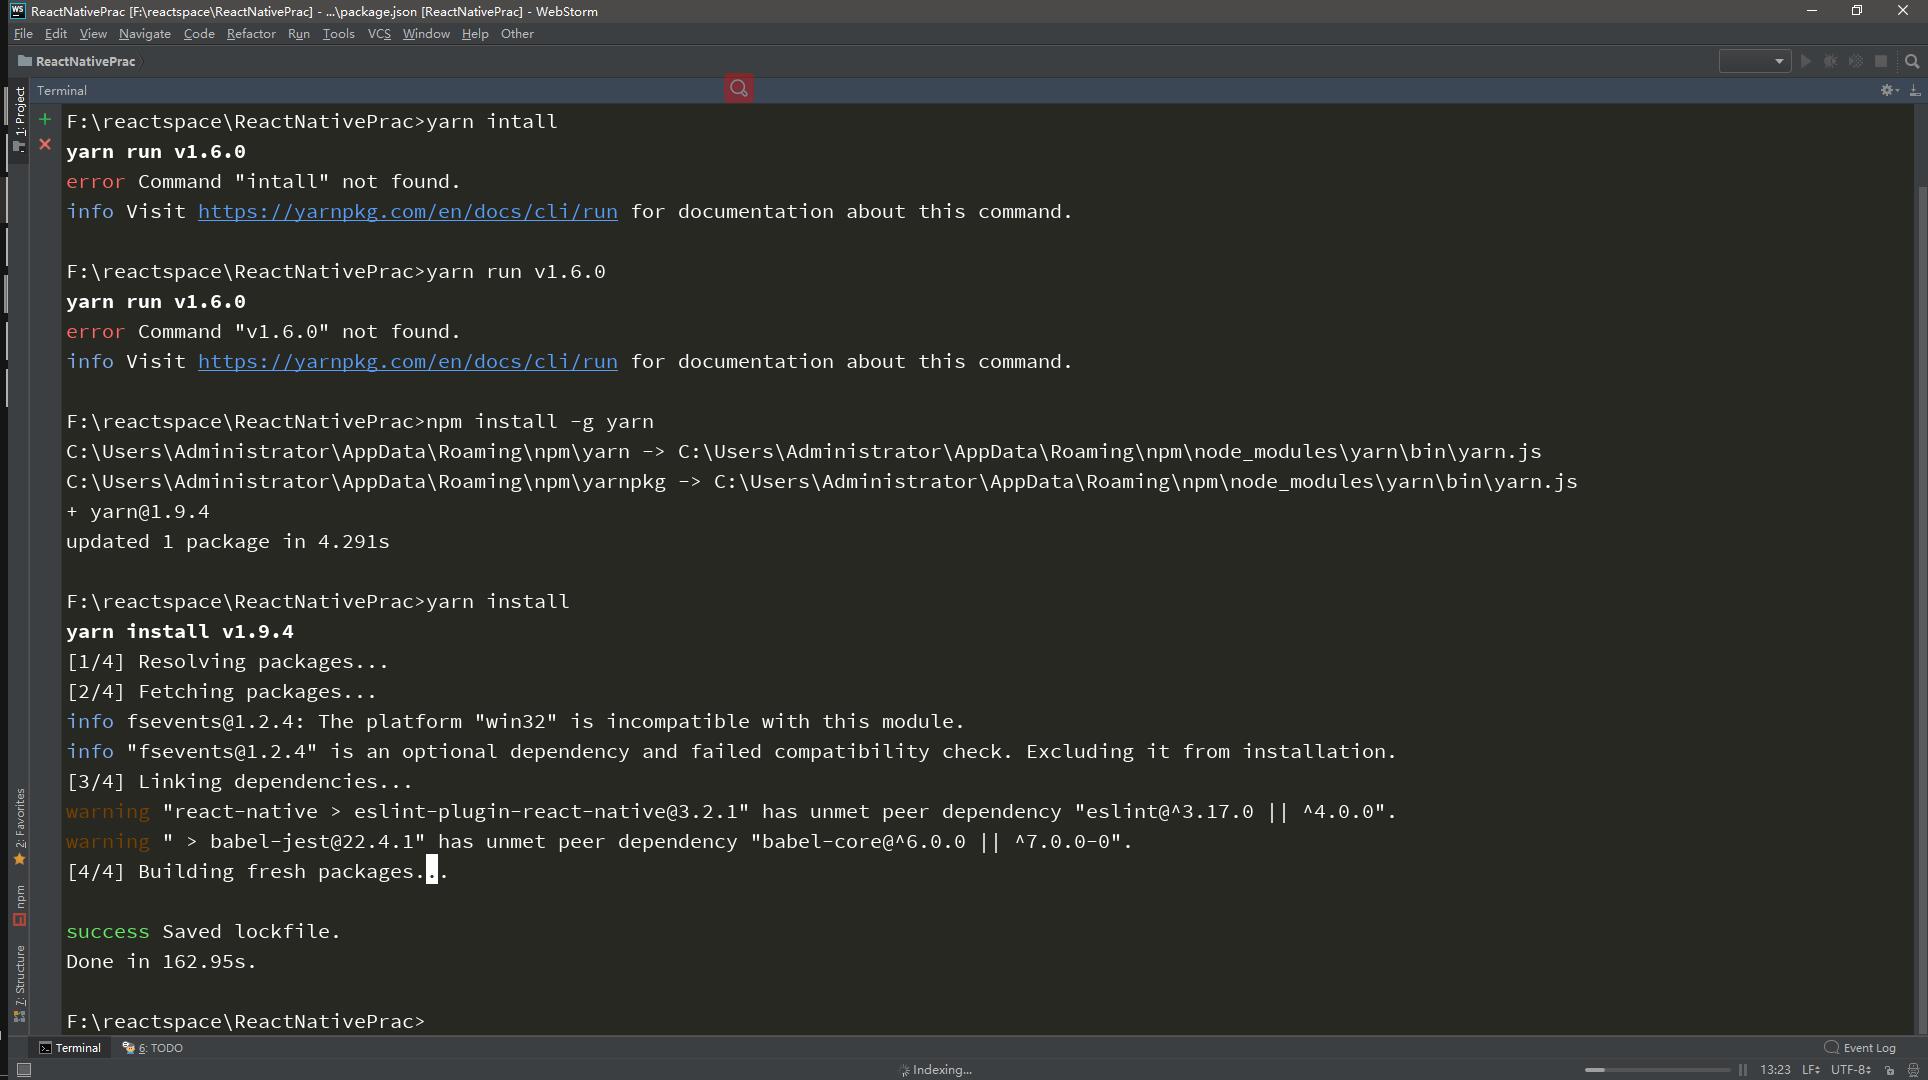 ReactNativePrac [F:\reactspace\ReactNativePrac] - ...\package.json [ReactNativePrac] - WebStorm
File Edit View Navigate Code Refactor Run Tools VCS Window Help Other
ReactNativePrac
Terminal
1: Project
F:\reactspace\ReactNativePrac>yarn intall
yarn run v1.6.0
error Command "intall" not found.
info Visit https://yarnpkg.com/en/docs/cli/run for documentation about this command.
F:\reactspace\ReactNativePrac>yarn run v1.6.0
yarn run v1.6.0
error Command "v1.6.0" not found.
info Visit https://yarnpkg.com/en/docs/cli/run for documentation about this command.
F:\reactspace\ReactNativePrac>npm install -g yarn
C:\Users\Administrator\AppData\Roaming\npm\yarn -> C:\Users\Administrator\AppData\Roaming\npm\node_modules\yarn\bin\yarn.js
C:\Users\Administrator\AppData\Roaming\npm\yarnpkg -> C:\Users\Administrator\AppData\Roaming\npm\node_modules\yarn\bin\yarn.js
+ yarn@1.9.4
updated 1 package in 4.291s
F:\reactspace\ReactNativePrac>yarn install
yarn install v1.9.4
[1/4] Resolving packages...
[2/4] Fetching packages...
info fsevents@1.2.4: The platform "win32" is incompatible with this module.
info "fsevents@1.2.4" is an optional dependency and failed compatibility check. Excluding it from installation.
[3/4] Linking dependencies...
warning "react-native > eslint-plugin-react-native@3.2.1" has unmet peer dependency "eslint@^3.17.0 || ^4.0.0".
warning " > babel-jest@22.4.1" has unmet peer dependency "babel-core@^6.0.0 || ^7.0.0-0".
[4/4] Building fresh packages...
success Saved lockfile.
Done in 162.95s.
F:\reactspace\ReactNativePrac>
2: Favorites
npm
7: Structure
Terminal 6: TODO Event Log
Indexing... 13:23 LF UTF-8